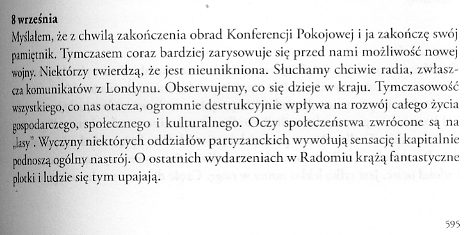 8 września
Myślałem, że z chwilą zakończenia obrad Konferencji Pokojowej i ja zakończę swój
pamiętnik. Tymczasem coraz bardziej zarysowuje się przed nami możliwość nowej
wojny. Niektórzy twierdzą, że jest nieunikniona. Słuchamy chciwie radia, zwłasz-
cza komunikatów z Londynu. Obserwujemy, co się dzieje w kraju. Tymczasowość
wszystkiego, co nas otacza, ogromnie destrukcyjnie wpływa na rozwój całego życia
gospodarczego, społecznego i kulturalnego. Oczy społeczeństwa zwrócone są na
„lasy”. Wyczyny niektórych oddziałów partyzanckich wywołują sensację i kapitalnie
podnoszą ogólny nastrój. O ostatnich wydarzeniach w Radomiu krążą fantastyczne
plotki i ludzie się tym upajają.
595